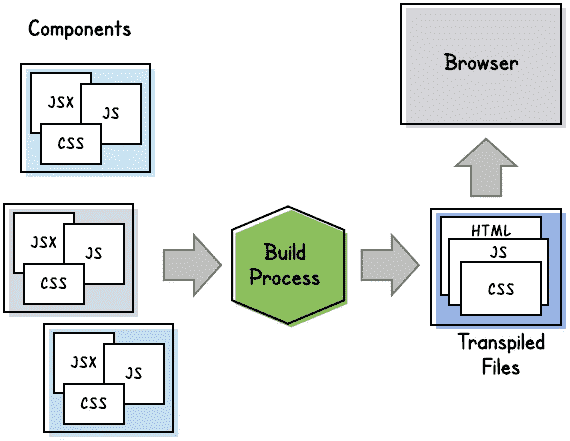 Components
JSX
JS
CSS
JSX
JS
CSS
JSX
JS
CSS
Build
Process
HTML
JS
CSS
Transpiled
Files
Browser